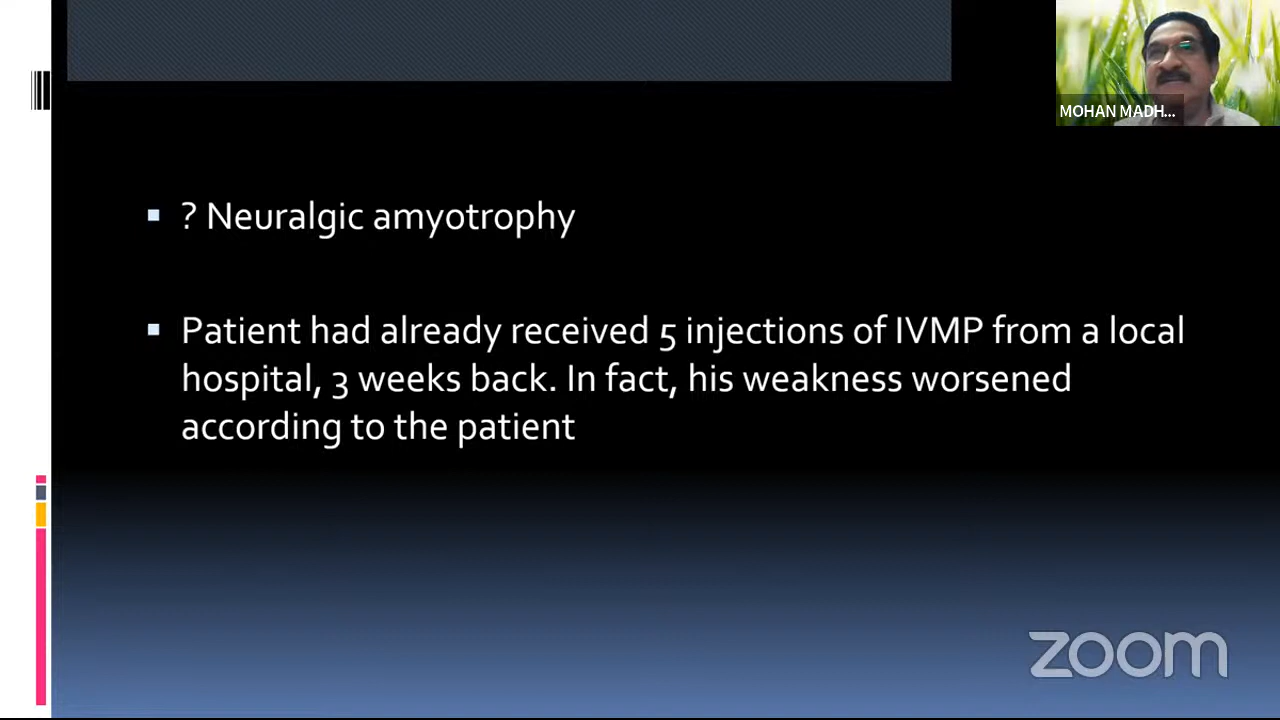 MOHAN MADH...
? Neuralgic amyotrophy
Patient had already received 5 injections of IVMP from a local
hospital, 3 weeks back. In fact, his weakness worsened
according to the patient
zoom